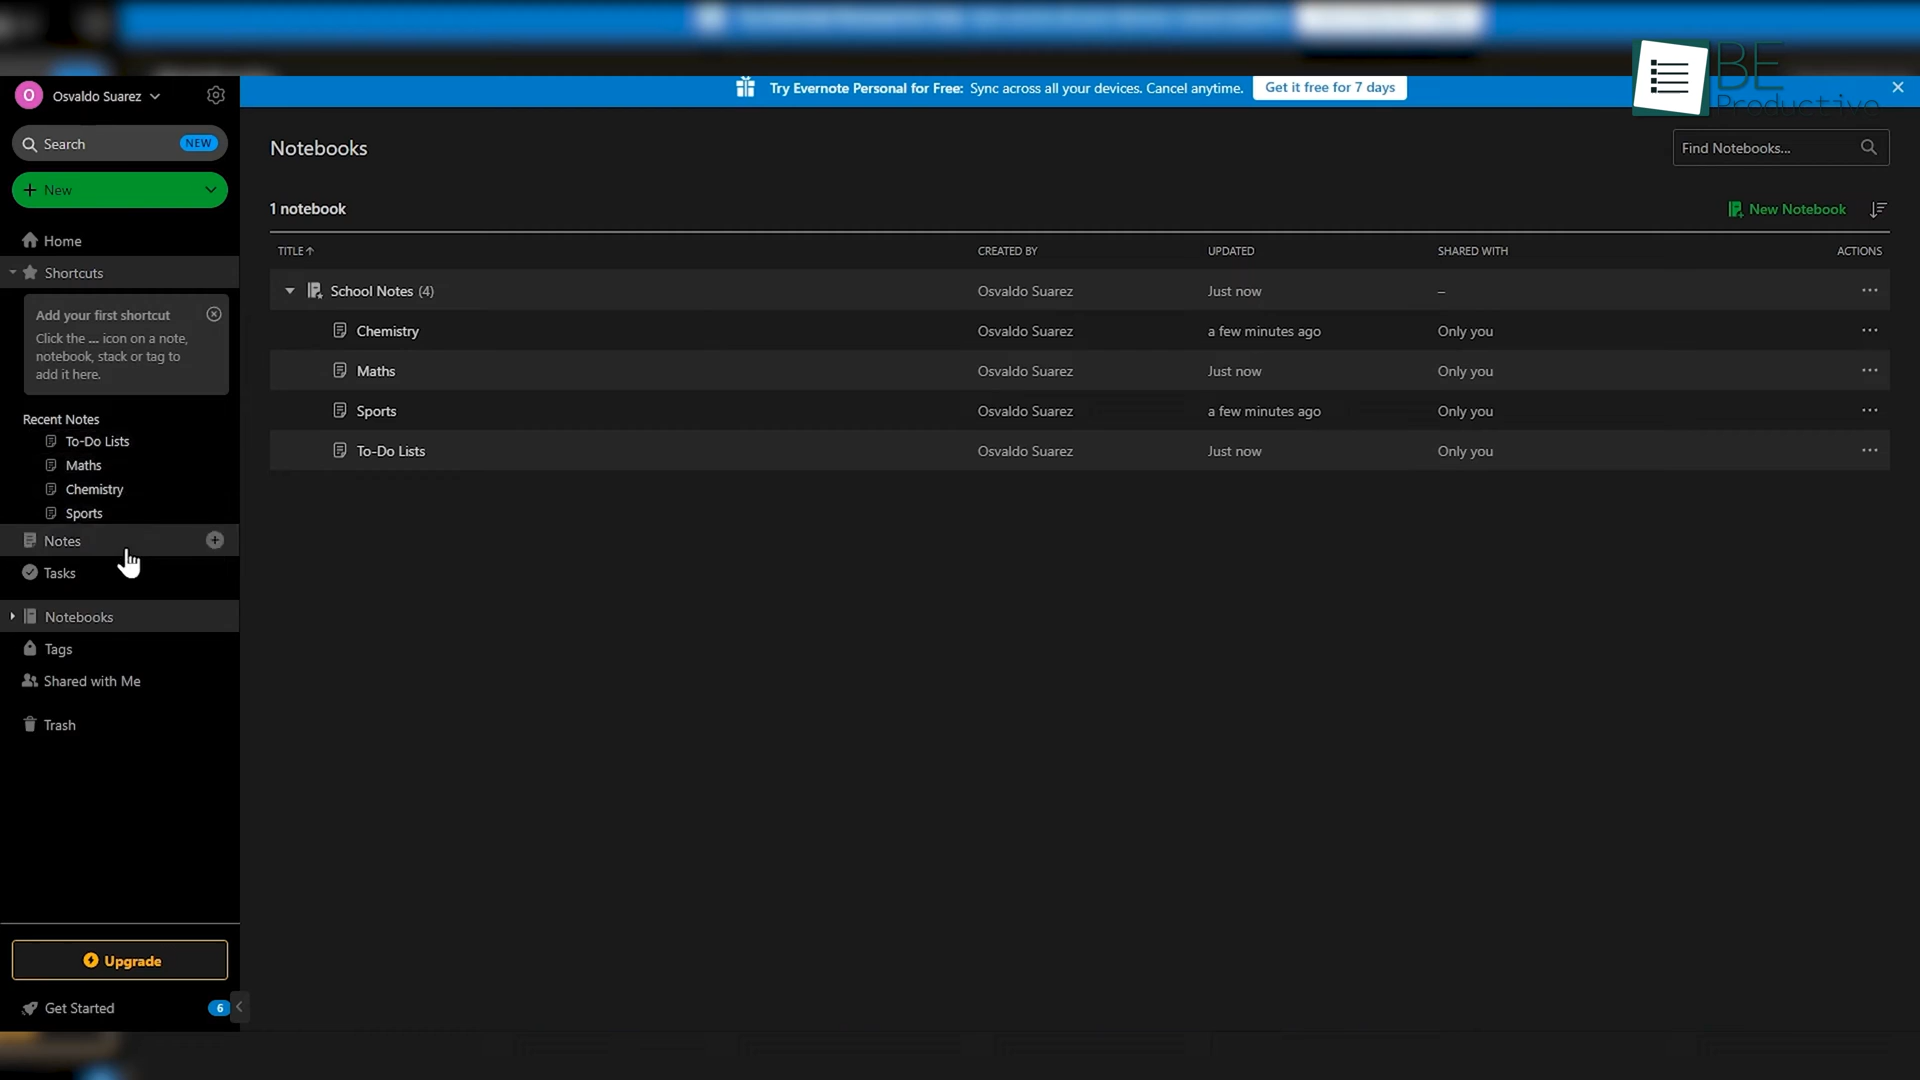 BE
Productive
O Osvaldo Suarez
Try Evernote Personal for Free: Sync across all your devices. Cancel anytime. Get it free for 7 days
Search NEW
New
Home
Shortcuts
Add your first shortcut
Click the ... icon on a note,
notebook, stack or tag to
add it here.
Recent Notes
To-Do Lists
Maths
Chemistry
Sports
Notes
Tasks
Notebooks
Tags
Shared with Me
Trash
Upgrade
Get Started 6
Notebooks
Find Notebooks...
1 notebook
New Notebook
TITLE CREATED BY UPDATED SHARED WITH ACTIONS
School Notes (4) Osvaldo Suarez Just now –
Chemistry Osvaldo Suarez a few minutes ago Only you
Maths Osvaldo Suarez Just now Only you
Sports Osvaldo Suarez a few minutes ago Only you
To-Do Lists Osvaldo Suarez Just now Only you